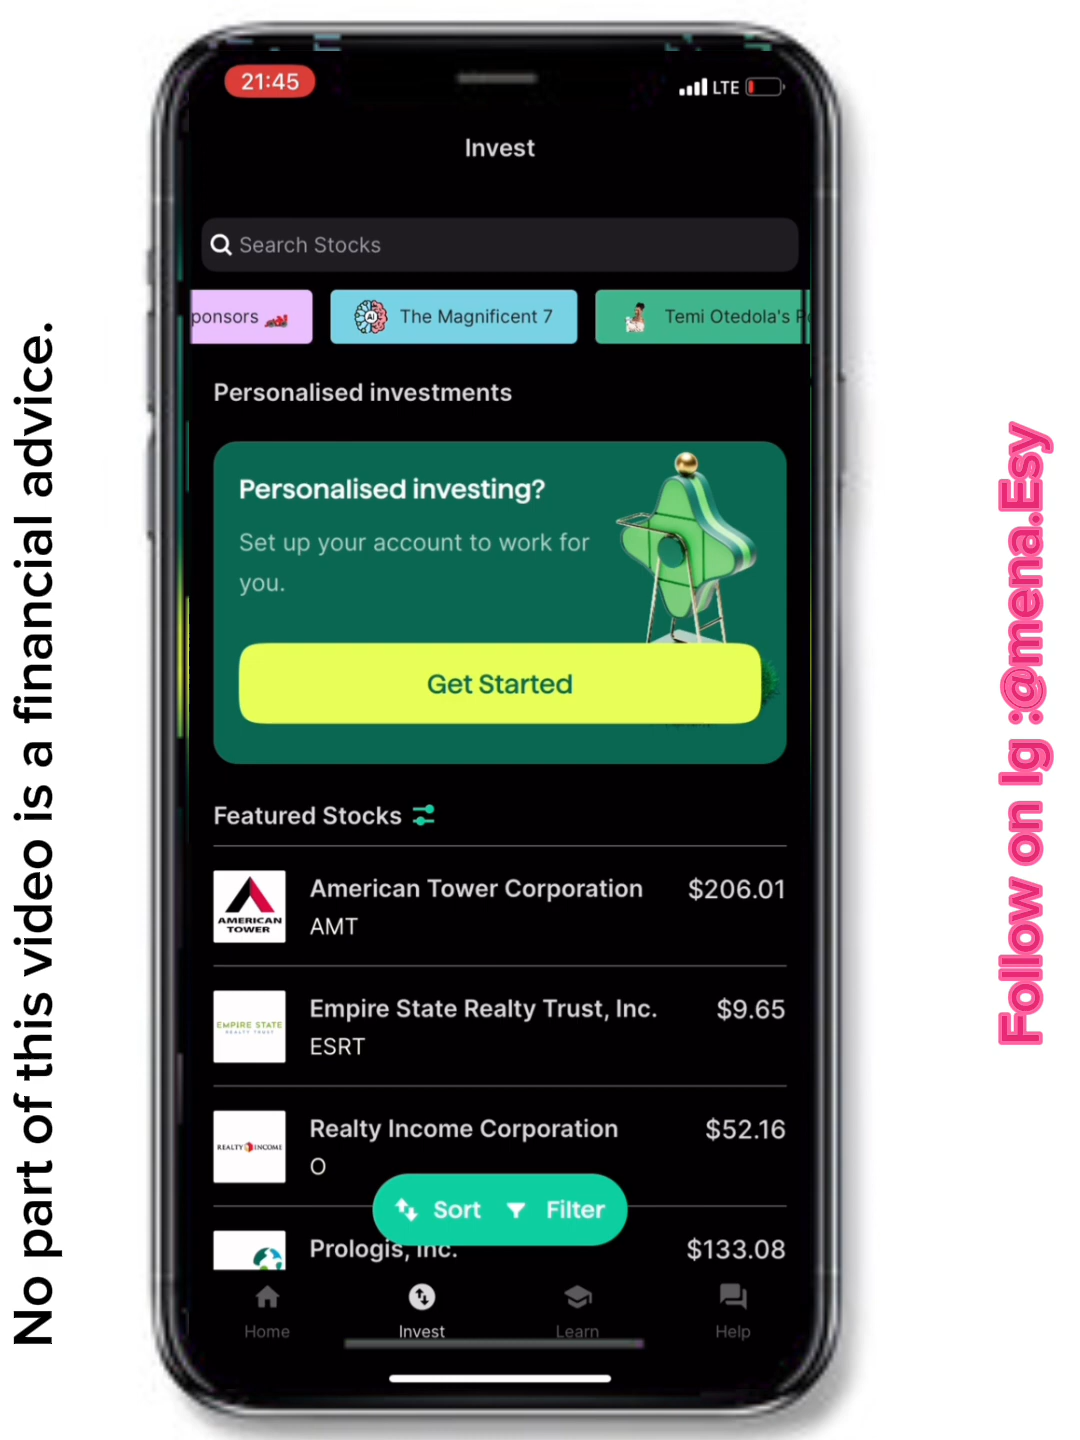 No part of this video is a financial advice.
21:45
LTE
Invest
Search Stocks
ponsors
AI
The Magnificent 7
Temi Otedola's
Personalised investments
Personalised investing?
Set up your account to work for
you.
Get Started
Featured Stocks
AMERICAN
TOWER
American Tower Corporation
$206.01
AMT
EMPIRE STATE
REALTY TRUST
Empire State Realty Trust, Inc.
$9.65
ESRT
REALTY INCOME
Realty Income Corporation
$52.16
O
Sort
Filter
Prologis, Inc.
$133.08
Home
Invest
Learn
Help
Follow on Ig :@mena.Esy